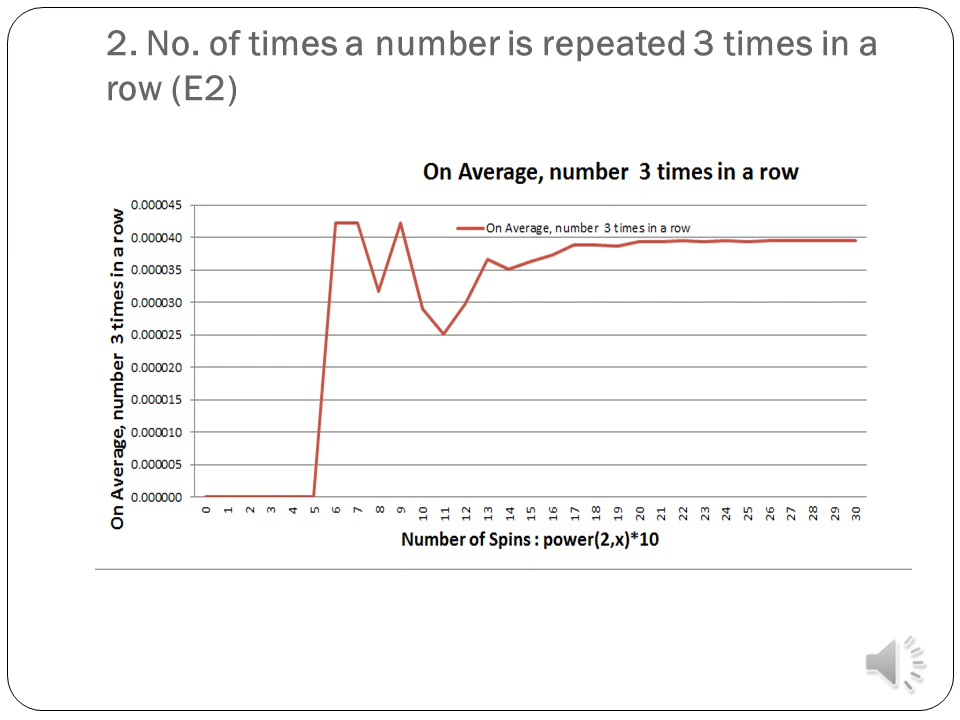 2. No. of times a number is repeated 3 times in a
row (E2)
On Average, number  3 times in a row
On Average, number  3 times in a row
On Average, number  3 times in a row
0.000045
0.000040
0.000035
0.000030
0.000025
0.000020
0.000015
0.000010
0.000005
0.000000
0 1 2 3 4 5 6 7 8 9 10 11 12 13 14 15 16 17 18 19 20 21 22 23 24 25 26 27 28 29 30
Number of Spins : power(2,x)*10